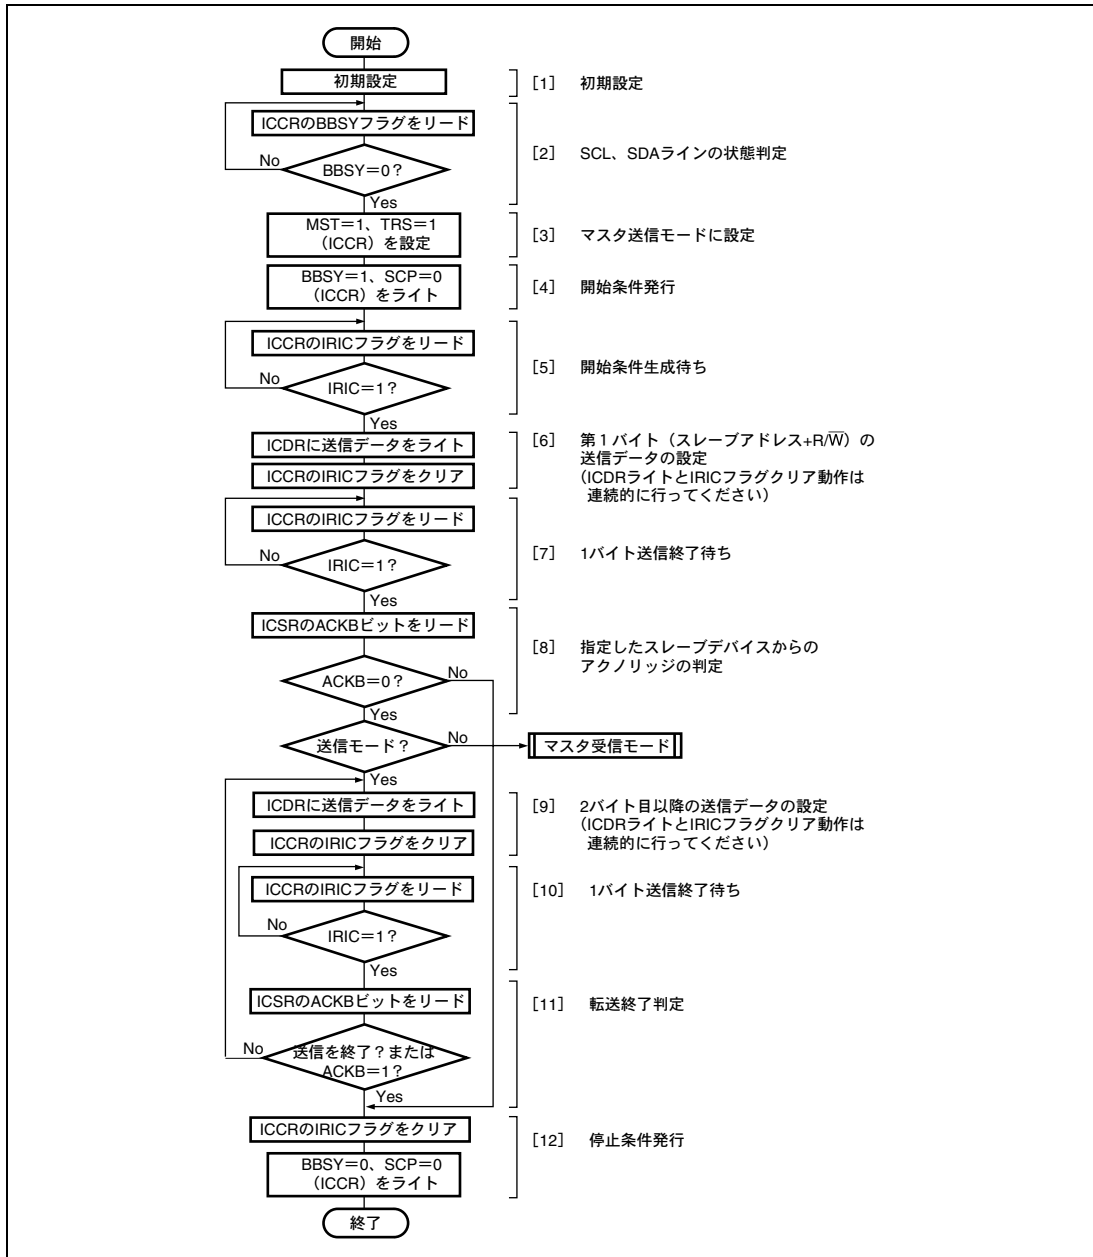 開始
初期設定
[1] 初期設定
ICCRのBBSYフラグをリード
No
BBSY＝0？
Yes
[2] SCL、SDAラインの状態判定
MST＝1、TRS＝1
（ICCR）を設定
[3] マスタ送信モードに設定
BBSY＝1、SCP＝0
（ICCR）をライト
[4] 開始条件発行
ICCRのIRICフラグをリード
No
IRIC＝1？
Yes
[5] 開始条件生成待ち
ICDRに送信データをライト
ICCRのIRICフラグをクリア
[6] 第１バイト（スレーブアドレス+R/W̅）の
送信データの設定
（ICDRライトとIRICフラグクリア動作は
連続的に行ってください）
ICCRのIRICフラグをリード
No
IRIC＝1？
Yes
[7] 1バイト送信終了待ち
ICSRのACKBビットをリード
ACKB＝0？
No
Yes
[8] 指定したスレーブデバイスからの
アクノリッジの判定
送信モード？
No
Yes
マスタ受信モード
ICDRに送信データをライト
ICCRのIRICフラグをクリア
[9] 2バイト目以降の送信データの設定
（ICDRライトとIRICフラグクリア動作は
連続的に行ってください）
ICCRのIRICフラグをリード
No
IRIC＝1？
Yes
[10] 1バイト送信終了待ち
ICSRのACKBビットをリード
No
送信を終了？または
ACKB＝1？
Yes
[11] 転送終了判定
ICCRのIRICフラグをクリア
BBSY＝0、SCP＝0
（ICCR）をライト
[12] 停止条件発行
終了